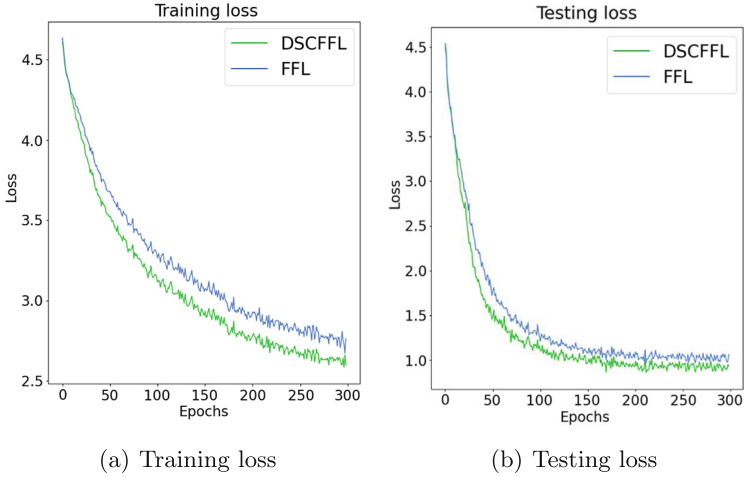 Training loss
4.5
4.0
3.5
3.0
2.5
Loss
DSCFFL
FFL
0 50 100 150 200 250 300
Epochs
(a) Training loss
Testing loss
4.5
4.0
3.5
3.0
2.5
2.0
1.5
1.0
Loss
DSCFFL
FFL
0 50 100 150 200 250 300
Epochs
(b) Testing loss